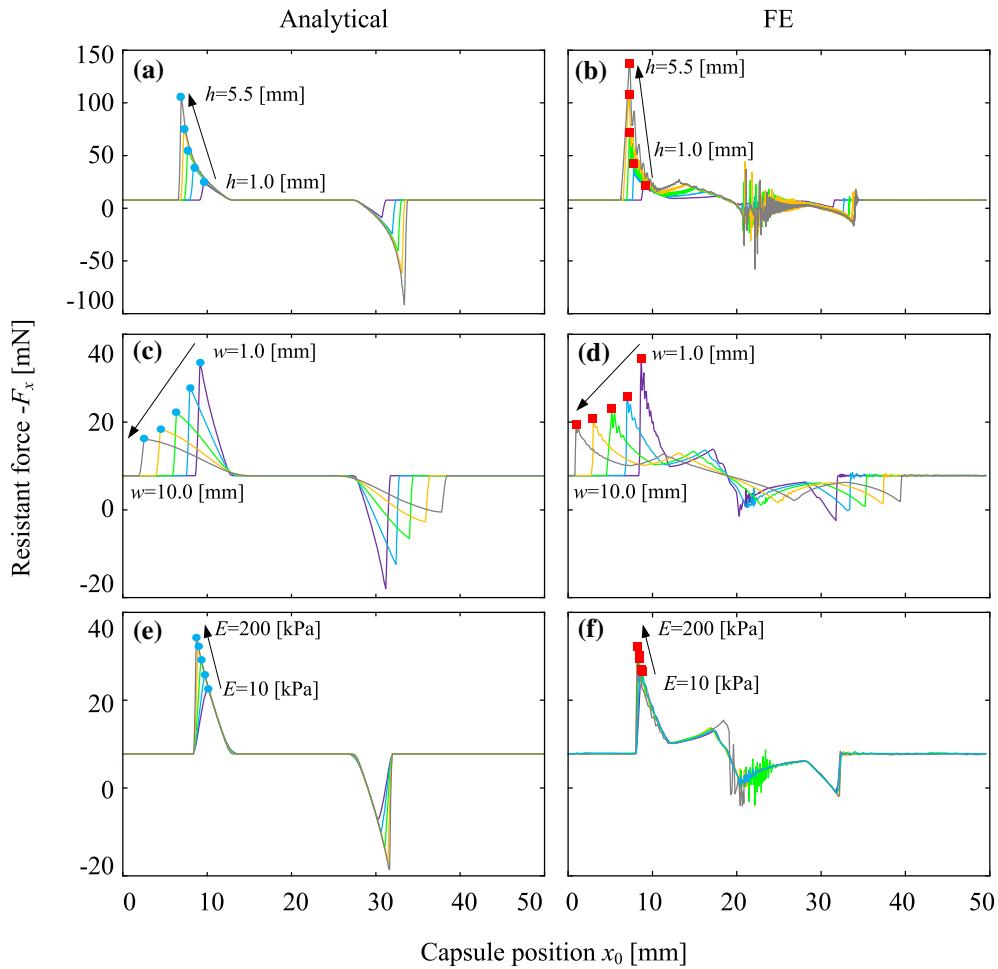 Analytical
FE
Resistant force -Fx [mN]
(a)
150
100
50
0
-50
-100
h=5.5 [mm]
h=1.0 [mm]
(b)
h=5.5 [mm]
h=1.0 [mm]
(c)
40
20
0
-20
w=1.0 [mm]
w=10.0 [mm]
(d)
w=1.0 [mm]
w=10.0 [mm]
(e)
40
20
0
-20
E=200 [kPa]
E=10 [kPa]
0 10 20 30 40 50
(f)
E=200 [kPa]
E=10 [kPa]
0 10 20 30 40 50
Capsule position x0 [mm]